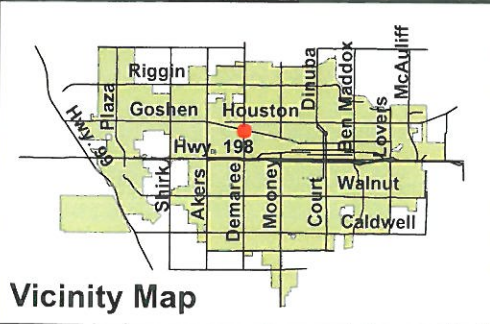 Riggin
Goshen
Houston
Hwy. 198
Hwy. 99
Plaza
Shirk
Akers
Demaree
Mooney
Court
Dinuba
Ben Maddox
Lovers
McAuliff
Walnut
Caldwell
Vicinity Map